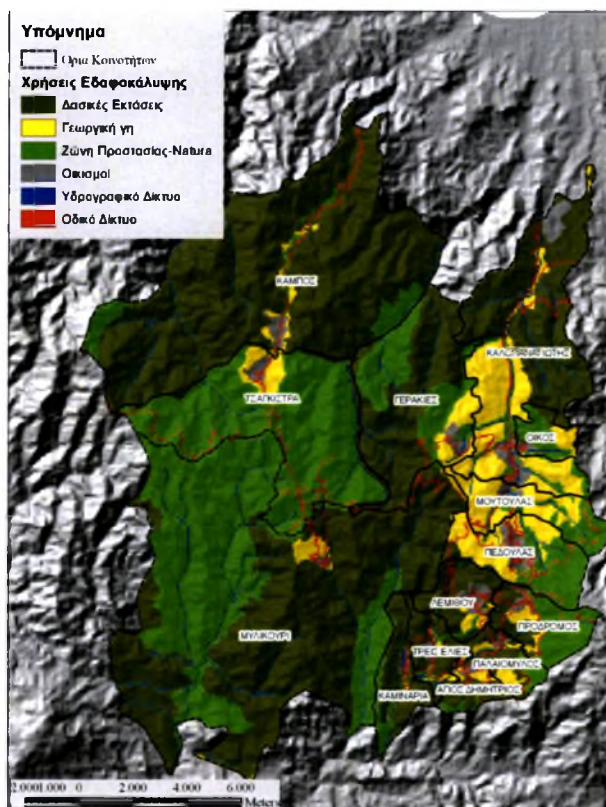 Υπόμνημα
Όρια Κοινοτήτων
Χρήσεις Εδαφοκάλυψης
Δασικές Εκτάσεις
Γεωργική γη
Ζώνη Προστασίας-Natura
Οικισμοί
Υδρογραφικό Δίκτυο
Οδικό Δίκτυο
ΚΑΜΠΟΣ
ΚΑΛΟΠΑΝΑΓΙΩΤΗΣ
ΤΣΑΓΚΙΣΤΡΑ
ΓΕΡΑΚΙΕΣ
ΟΙΚΟΣ
ΜΟΥΤΟΥΛΑΣ
ΠΕΔΟΥΛΑΣ
ΛΕΜΙΘΟΥ
ΠΡΟΔΡΟΜΟΣ
ΜΥΛΙΚΟΥΡΙ
ΤΡΕΙΣ ΕΛΙΕΣ
ΠΑΛΑΙΟΜΥΛΟΣ
ΚΑΜΙΝΑΡΙΑ
ΑΓΙΟΣ ΔΗΜΗΤΡΙΟΣ
2.0001.000 0 2.000 4.000 6.000
Meters